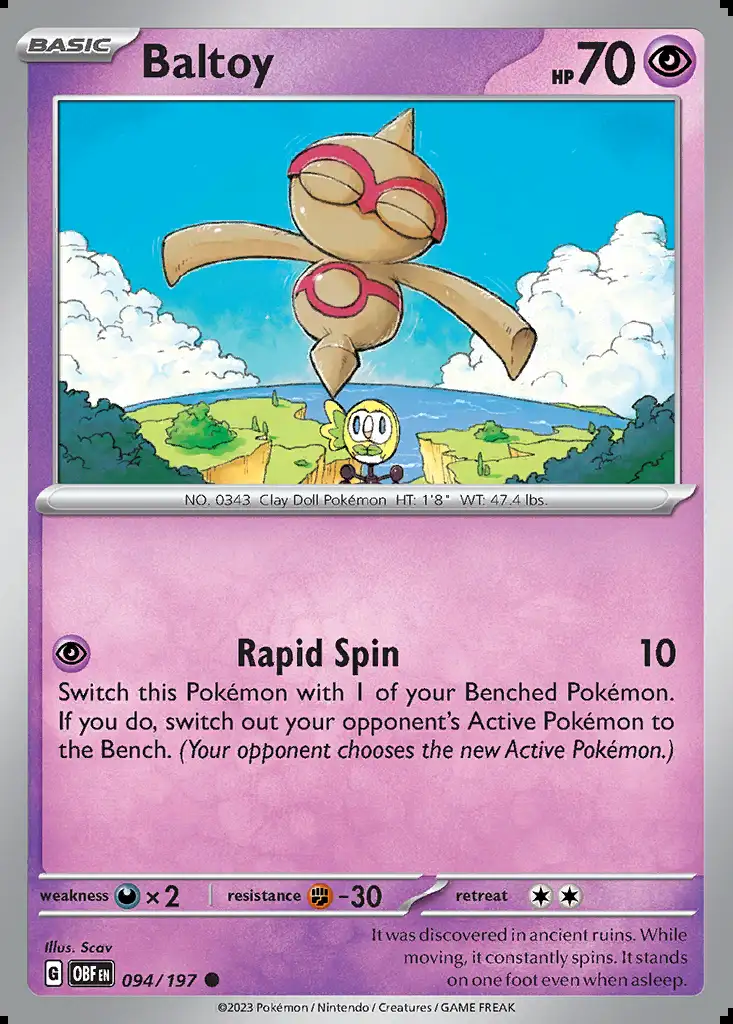 BASIC
Baltoy
HP 70
NO. 0343 Clay Doll Pokémon HT: 1'8" WT: 47.4 lbs.
Rapid Spin 10
Switch this Pokémon with 1 of your Benched Pokémon.
If you do, switch out your opponent's Active Pokémon to
the Bench. (Your opponent chooses the new Active Pokémon.)
weakness ×2 resistance -30 retreat
Illus. Scav
It was discovered in ancient ruins. While
moving, it constantly spins. It stands
on one foot even when asleep.
G OBF EN 094/197
©2023 Pokémon / Nintendo / Creatures / GAME FREAK